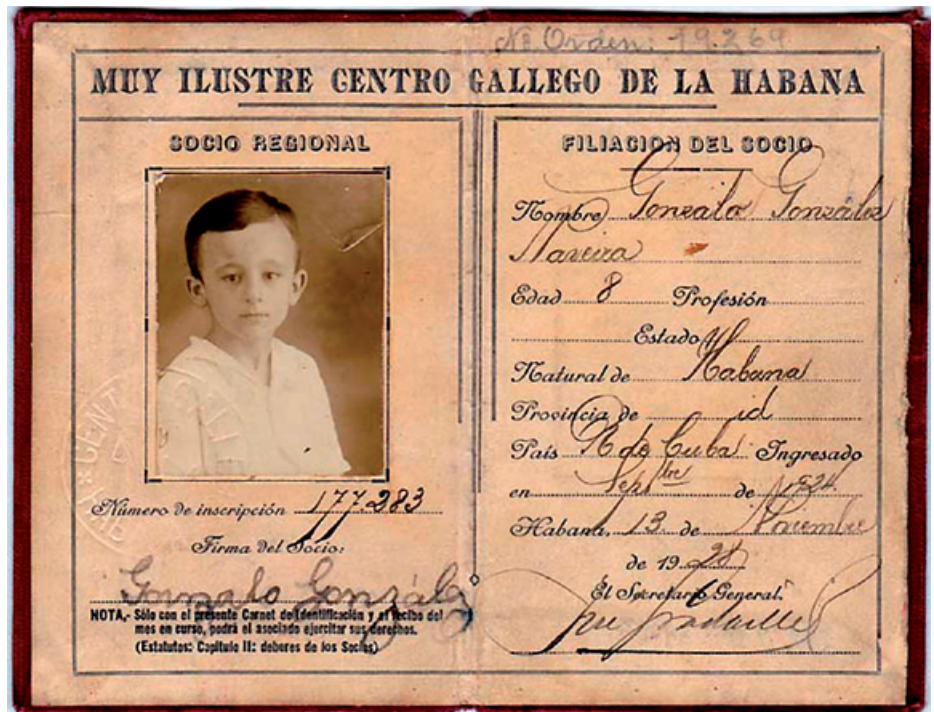 Nº Orden: 19.269
MUY ILUSTRE CENTRO GALLEGO DE LA HABANA
SOCIO REGIONAL
Número de inscripción 177283
Firma Del Socio:
Gonzalo González
NOTA.- Sólo con el presente Carnet de Identificación y el recibo del
mes en curso, podrá el asociado ejercitar sus derechos.
(Estatutos: Capitulo II: deberes de los Socios)
FILIACION DEL SOCIO
Nombre Gonzalo González
Naveira
Edad 8 Profesión
Estado
Natural de Habana
Provincia de id
País R de Cuba Ingresado
en Sepbre de 1924
Habana, 13 de Noviembre
de 19
El Secretario General.